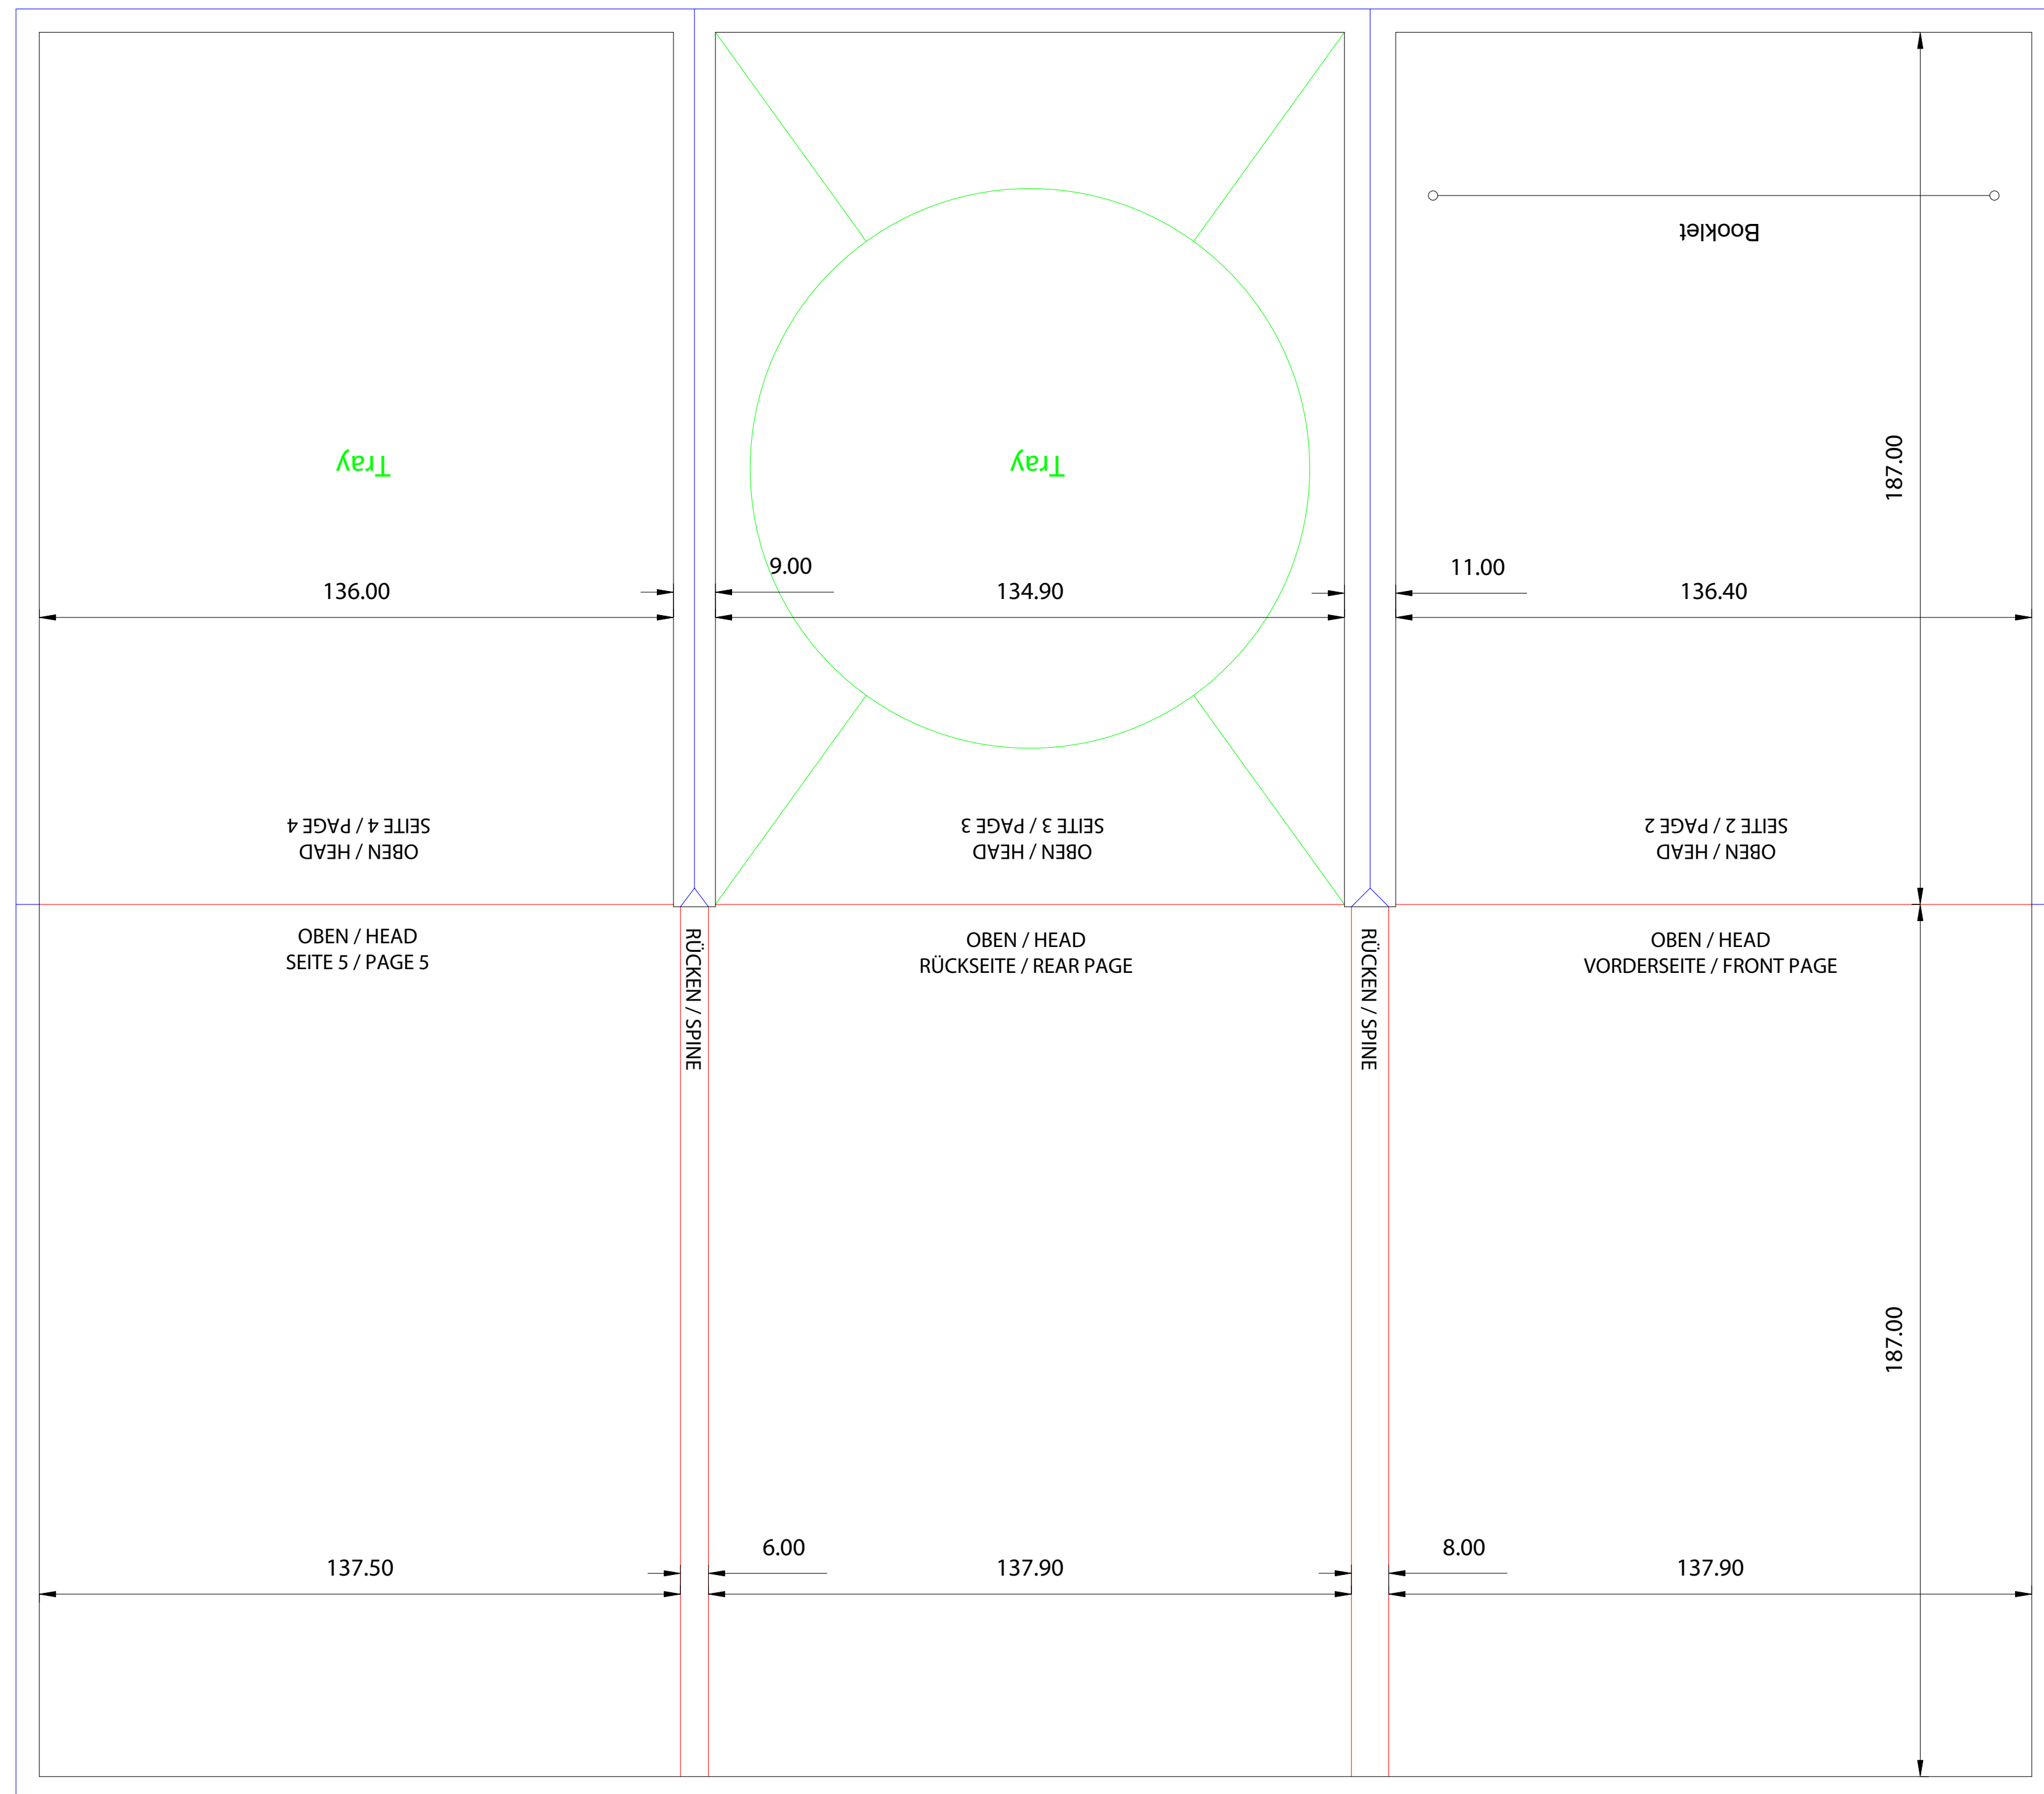 Booklet
187.00
Tray
Tray
9.00
11.00
136.00
134.90
136.40
SEITE 4 / PAGE 4
OBEN / HEAD
SEITE 3 / PAGE 3
OBEN / HEAD
SEITE 2 / PAGE 2
OBEN / HEAD
OBEN / HEAD
SEITE 5 / PAGE 5
RÜCKEN / SPINE
OBEN / HEAD
RÜCKSEITE / REAR PAGE
RÜCKEN / SPINE
OBEN / HEAD
VORDERSEITE / FRONT PAGE
187.00
6.00
8.00
137.50
137.90
137.90